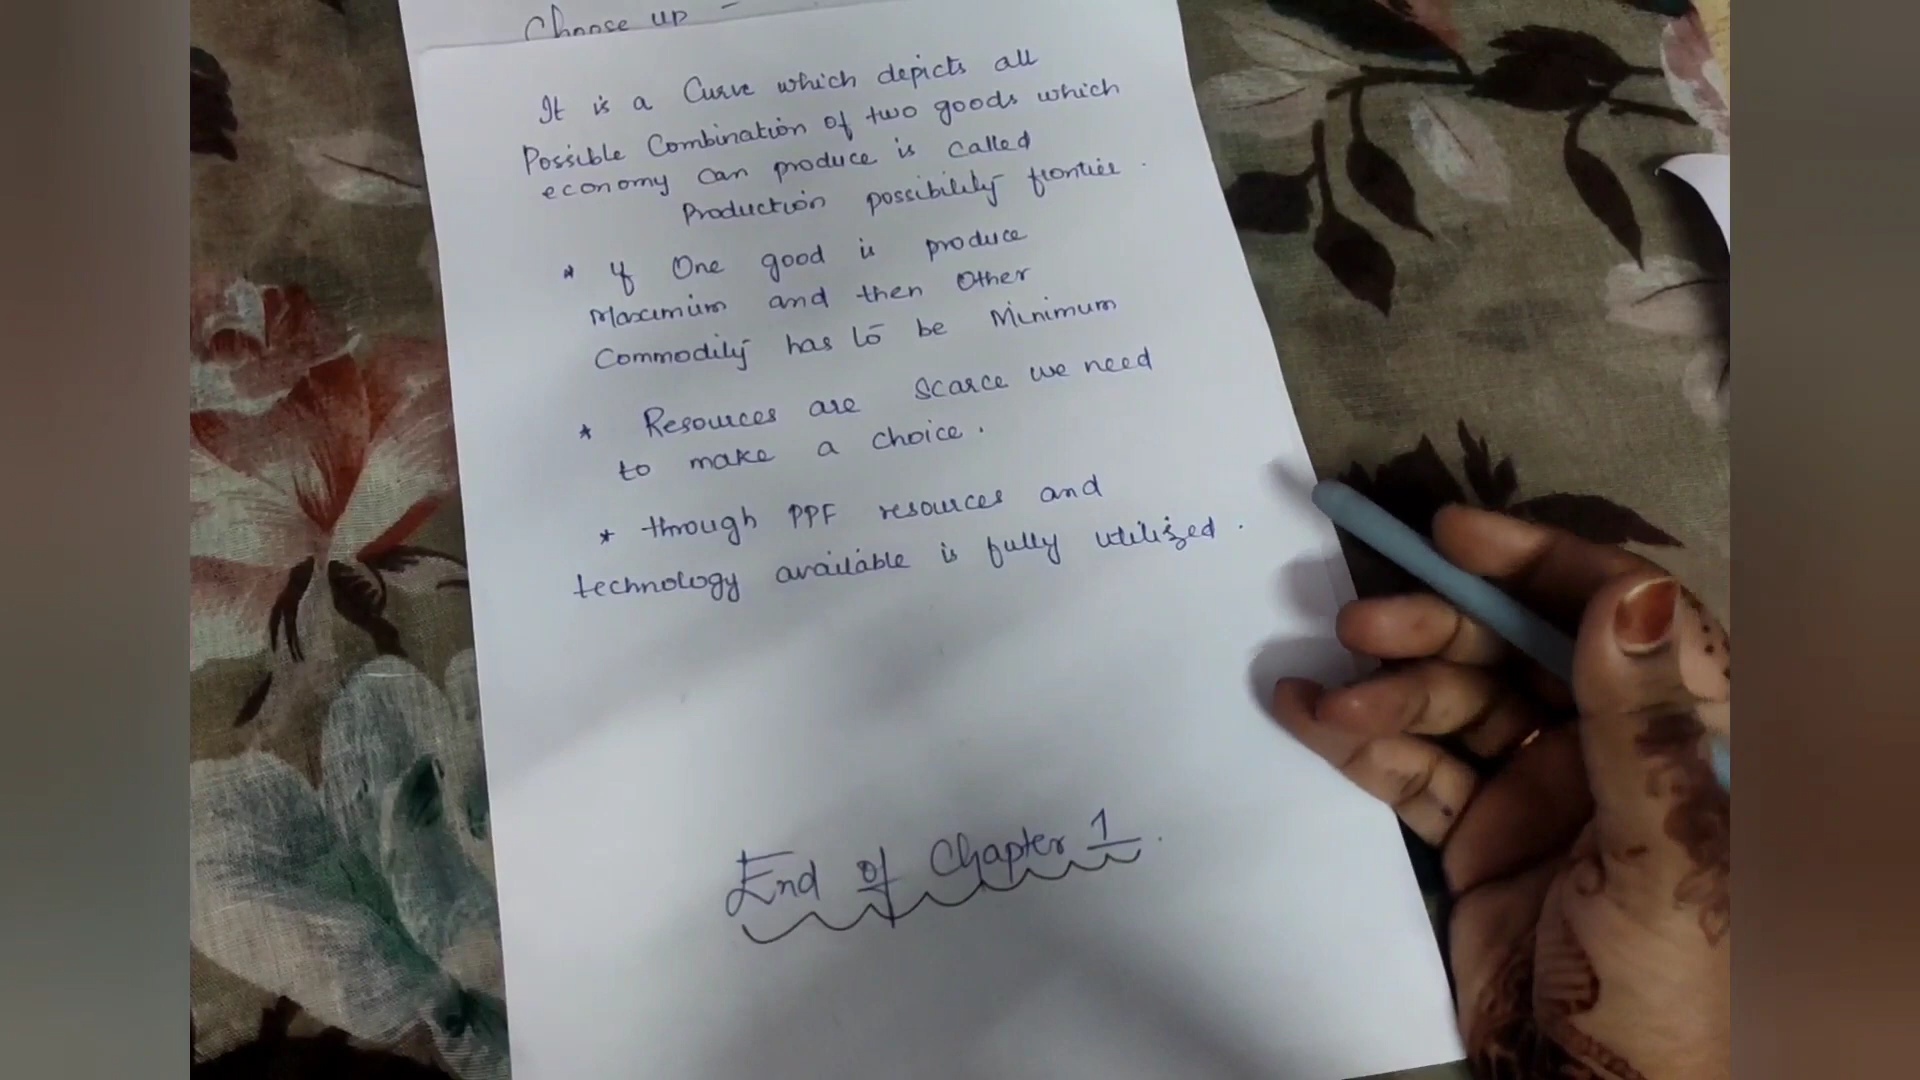 Choose up -
It is a Curve which depicts all
Possible Combination of two goods which
economy can produce is called
Production possibility frontier.
* If One good is produce
Maximum and then Other
Commodity has to be Minimum
* Resources are Scarce we need
to make a choice.
* through PPF resources and
technology available is fully utilized.
End of Chapter 1.